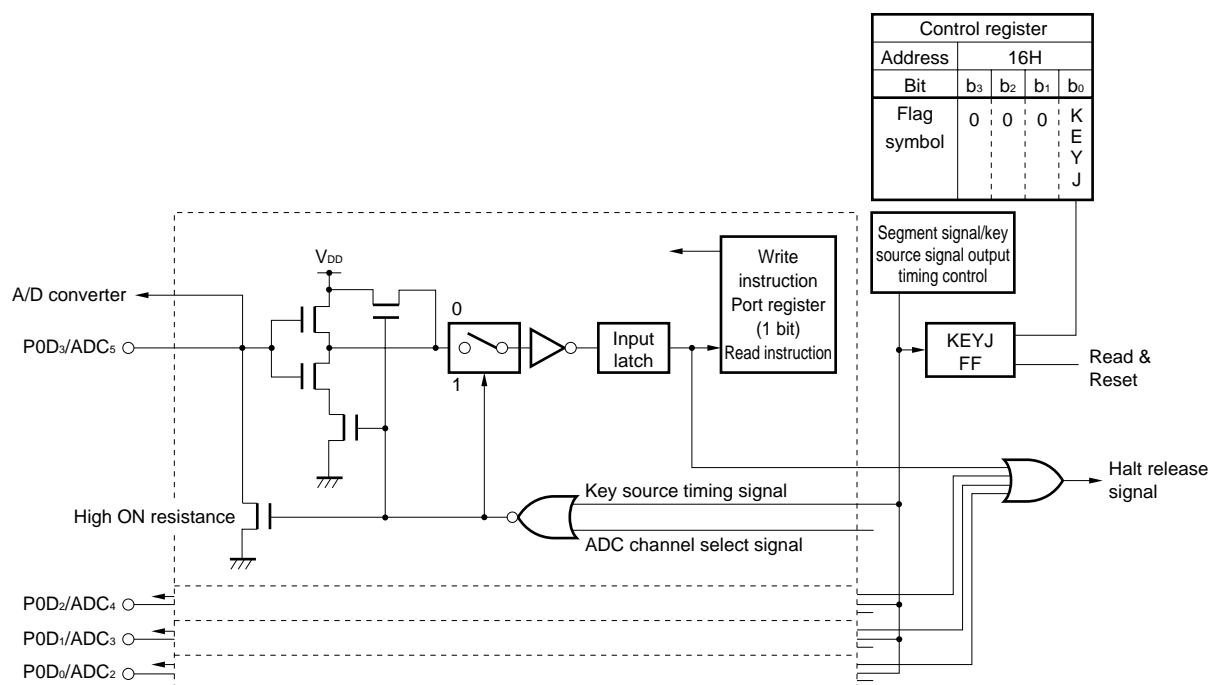 Control register
Address 16H
Bit b3 b2 b1 b0
Flag symbol 0 0 0 KEYJ
Segment signal/key
source signal output
timing control
Write
instruction
Port register
(1 bit)
Read instruction
VDD
A/D converter
0
P0D3/ADC5
1
Input
latch
KEYJ
FF
Read &
Reset
Halt release
signal
Key source timing signal
High ON resistance
ADC channel select signal
P0D2/ADC4
P0D1/ADC3
P0D0/ADC2